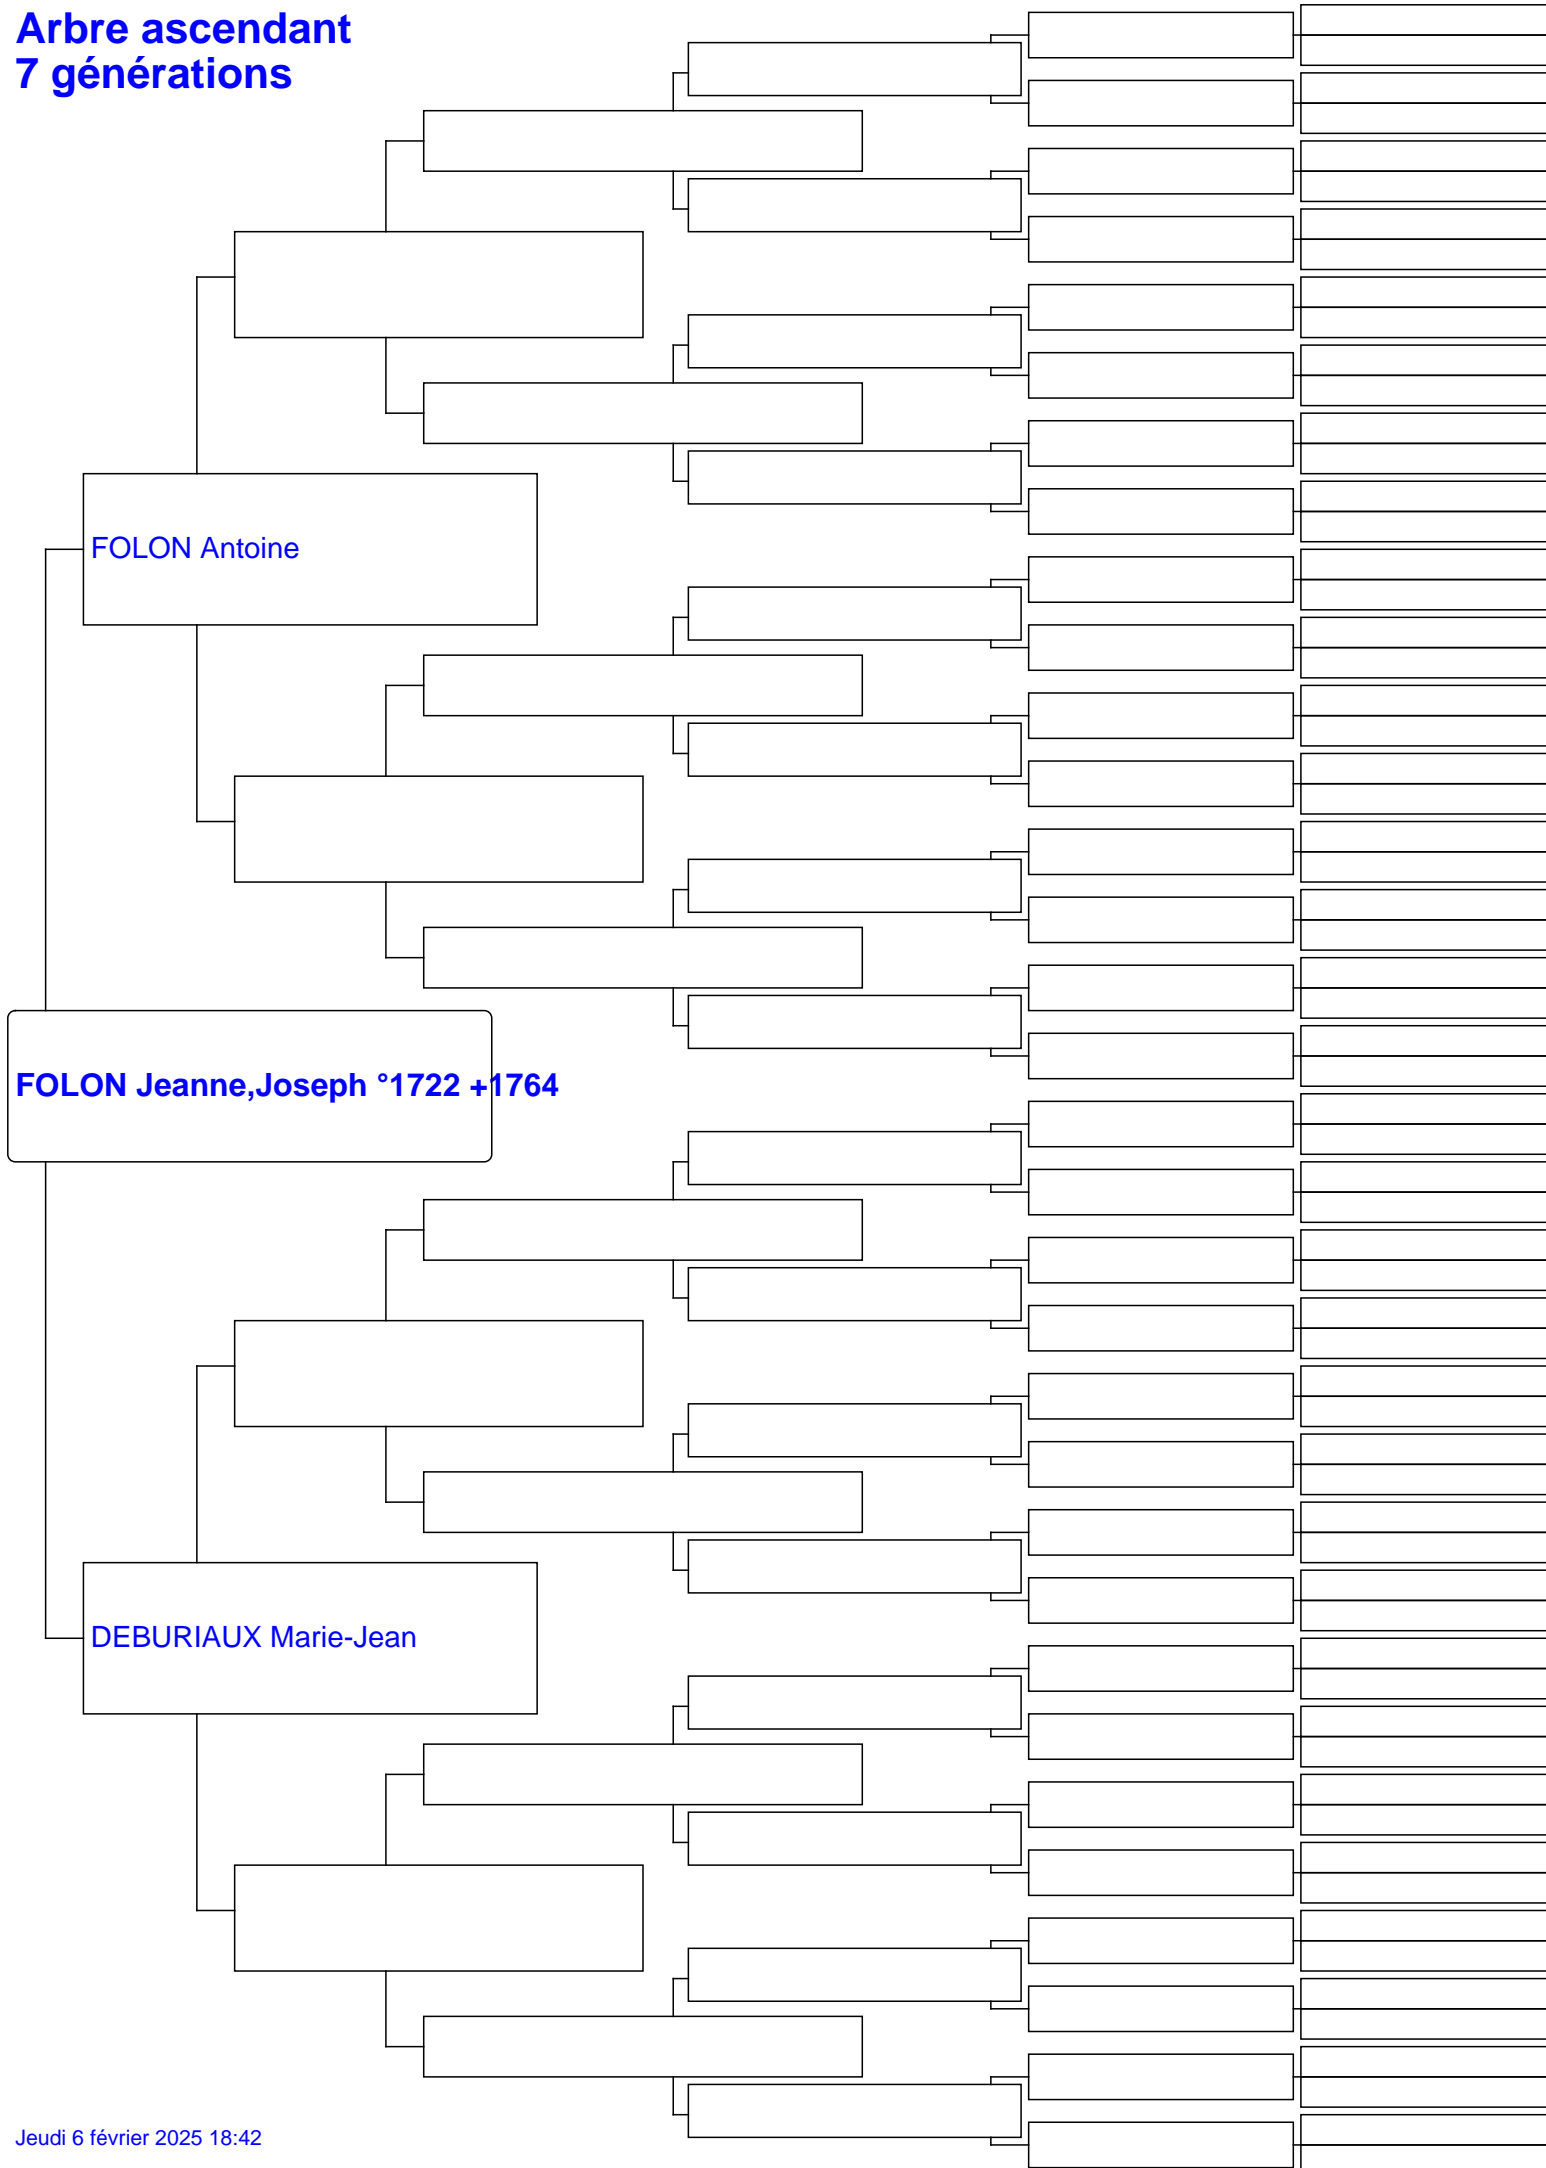 Arbre ascendant
7 générations
FOLON Antoine
FOLON Jeanne,Joseph °1722 +1764
DEBURIAUX Marie-Jean
Jeudi 6 février 2025 18:42